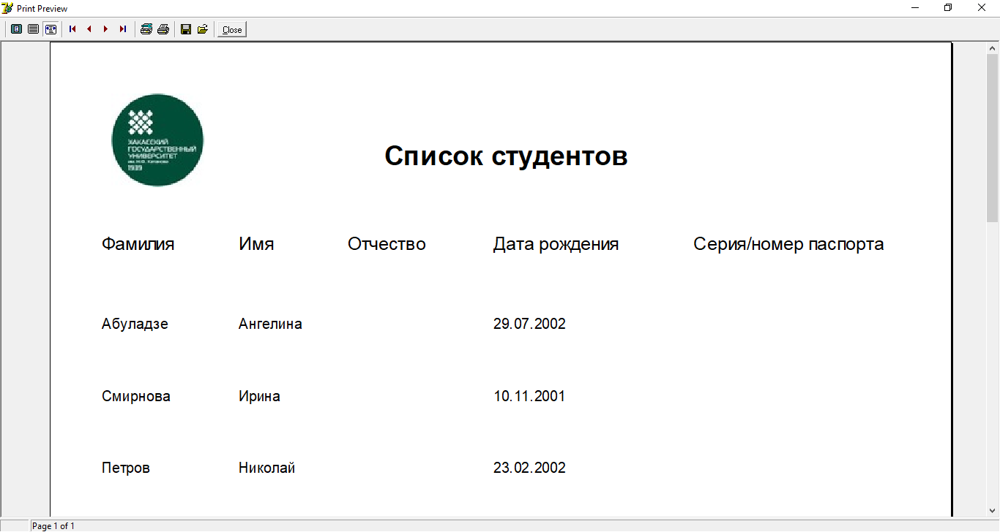 Print Preview
Close
ХАКАССКИЙ
ГОСУДАРСТВЕННЫЙ
УНИВЕРСИТЕТ
им. Н.Ф. Катанова
1939
Список студентов
Фамилия Имя Отчество Дата рождения Серия/номер паспорта
Абуладзе Ангелина 29.07.2002
Смирнова Ирина 10.11.2001
Петров Николай 23.02.2002
Page 1 of 1